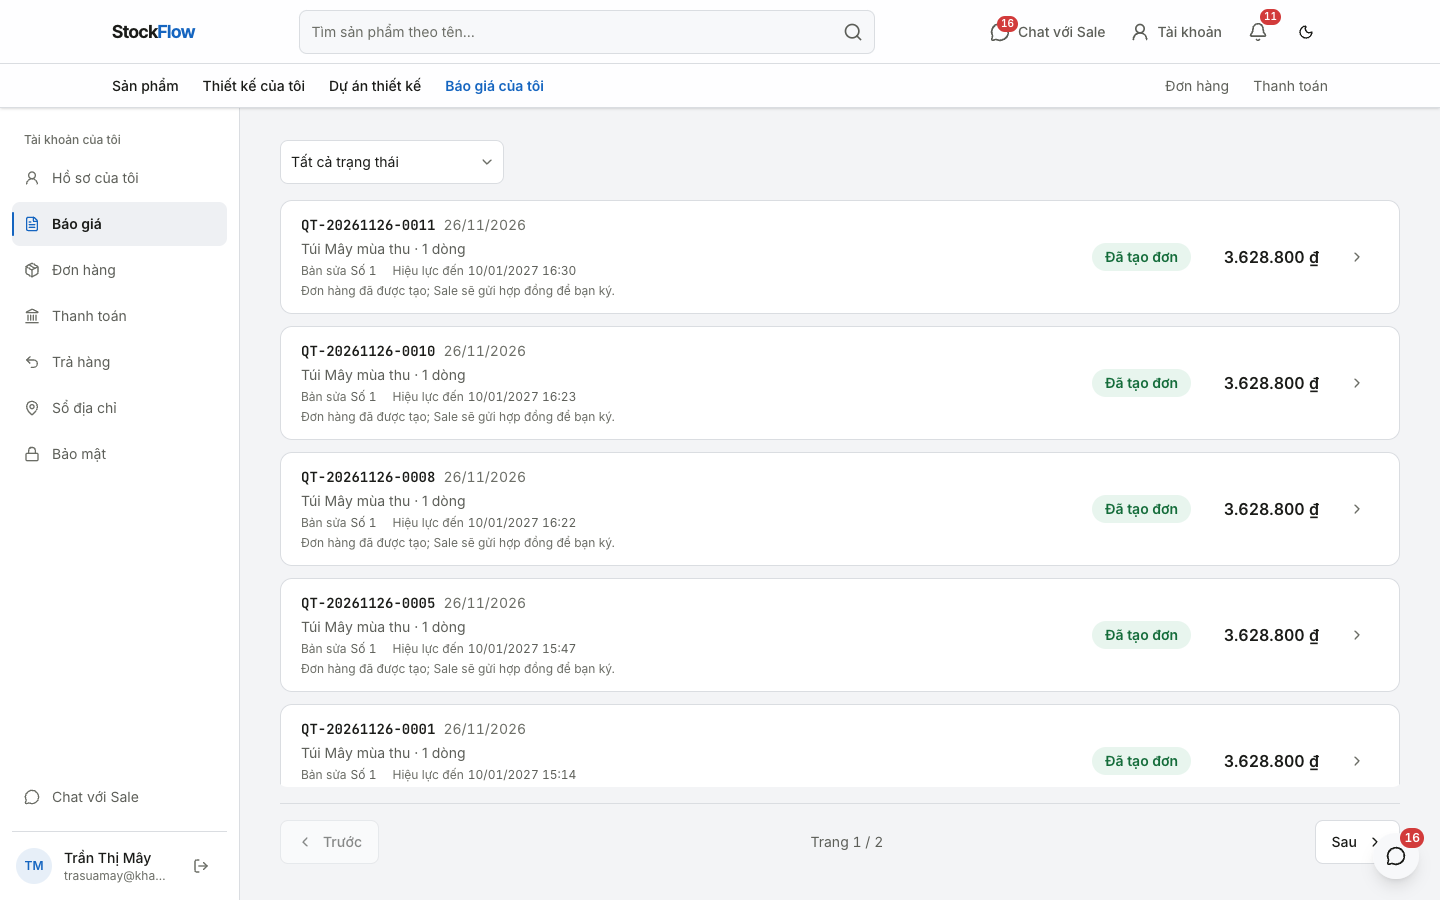 StockFlow
Tìm sản phẩm theo tên...
16
Chat với Sale
Tài khoản
11
Sản phẩm
Thiết kế của tôi
Dự án thiết kế
Báo giá của tôi
Đơn hàng
Thanh toán
Tài khoản của tôi
Hồ sơ của tôi
Báo giá
Đơn hàng
Thanh toán
Trả hàng
Sổ địa chỉ
Bảo mật
Chat với Sale
TM
Trần Thị Mây
trasuamay@kha...
Tất cả trạng thái
QT-20261126-0011 26/11/2026
Túi Mây mùa thu · 1 dòng
Bản sửa Số 1 Hiệu lực đến 10/01/2027 16:30
Đơn hàng đã được tạo; Sale sẽ gửi hợp đồng để bạn ký.
Đã tạo đơn
3.628.800 ₫
QT-20261126-0010 26/11/2026
Túi Mây mùa thu · 1 dòng
Bản sửa Số 1 Hiệu lực đến 10/01/2027 16:23
Đơn hàng đã được tạo; Sale sẽ gửi hợp đồng để bạn ký.
Đã tạo đơn
3.628.800 ₫
QT-20261126-0008 26/11/2026
Túi Mây mùa thu · 1 dòng
Bản sửa Số 1 Hiệu lực đến 10/01/2027 16:22
Đơn hàng đã được tạo; Sale sẽ gửi hợp đồng để bạn ký.
Đã tạo đơn
3.628.800 ₫
QT-20261126-0005 26/11/2026
Túi Mây mùa thu · 1 dòng
Bản sửa Số 1 Hiệu lực đến 10/01/2027 15:47
Đơn hàng đã được tạo; Sale sẽ gửi hợp đồng để bạn ký.
Đã tạo đơn
3.628.800 ₫
QT-20261126-0001 26/11/2026
Túi Mây mùa thu · 1 dòng
Bản sửa Số 1 Hiệu lực đến 10/01/2027 15:14
Đã tạo đơn
3.628.800 ₫
Trước
Trang 1 / 2
Sau
16